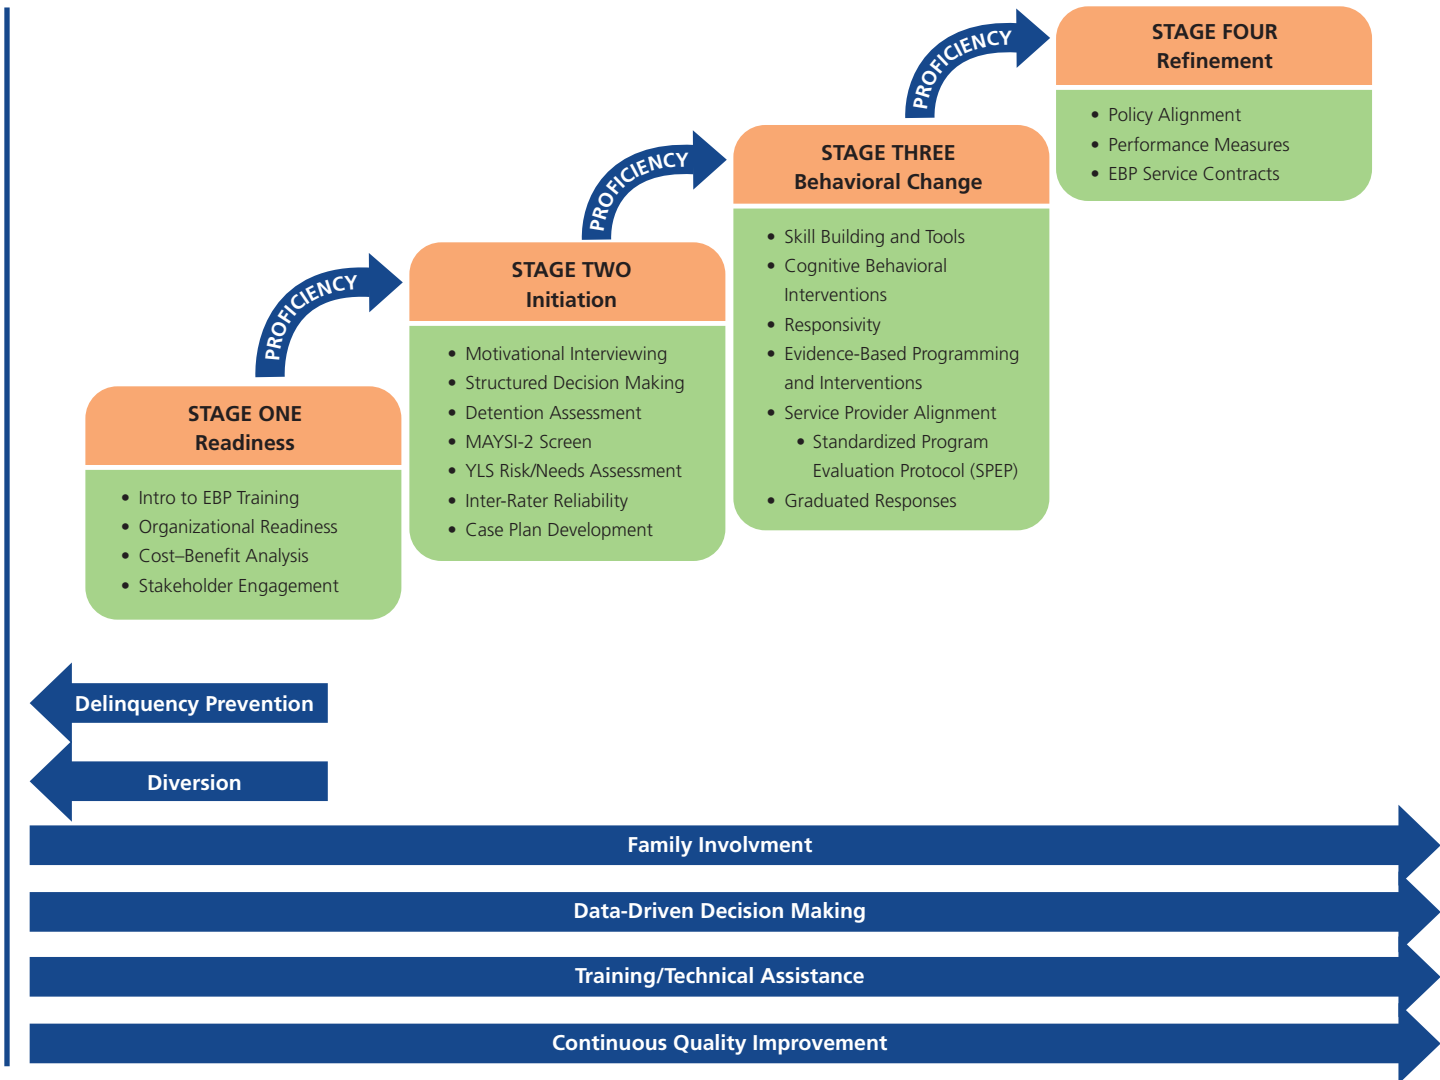 STAGE ONE
Readiness
• Intro to EBP Training
• Organizational Readiness
• Cost–Benefit Analysis
• Stakeholder Engagement
PROFICIENCY
STAGE TWO
Initiation
• Motivational Interviewing
• Structured Decision Making
• Detention Assessment
• MAYSI-2 Screen
• YLS Risk/Needs Assessment
• Inter-Rater Reliability
• Case Plan Development
PROFICIENCY
STAGE THREE
Behavioral Change
• Skill Building and Tools
• Cognitive Behavioral
Interventions
• Responsivity
• Evidence-Based Programming
and Interventions
• Service Provider Alignment
• Standardized Program
Evaluation Protocol (SPEP)
• Graduated Responses
PROFICIENCY
STAGE FOUR
Refinement
• Policy Alignment
• Performance Measures
• EBP Service Contracts
Delinquency Prevention
Diversion
Family Involvment
Data-Driven Decision Making
Training/Technical Assistance
Continuous Quality Improvement